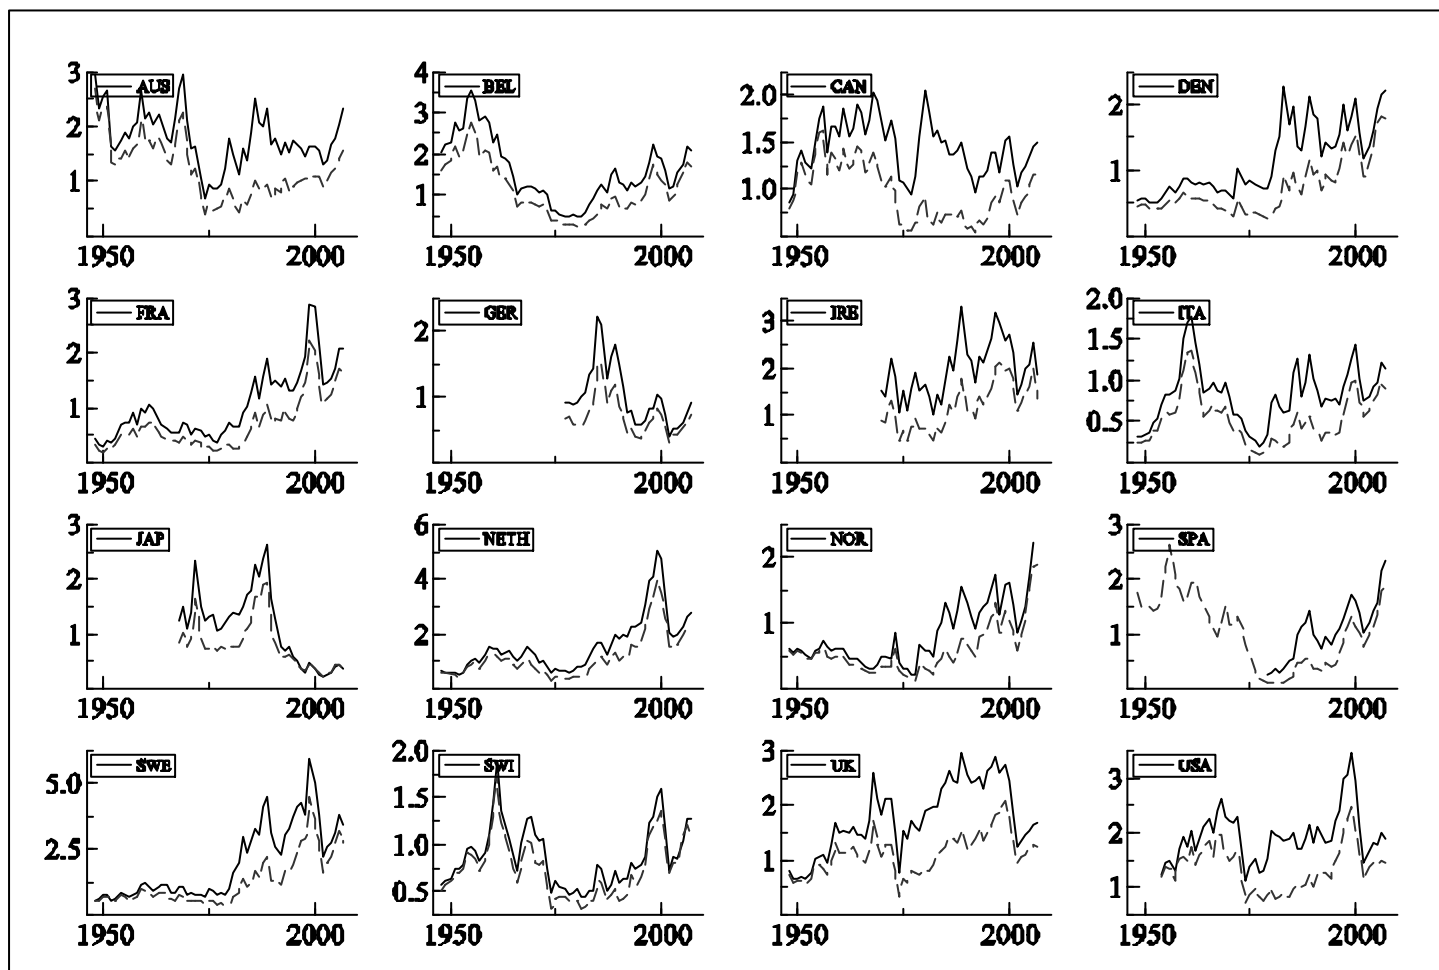 3 AUS 4 BEL CAN DEN
2 3 2.0 2
1 2 1.5 1
1 1.0
1950 2000 1950 2000 1950 2000 1950 2000
3 FRA GER IRE 2.0 ITA
2 2 3 1.5
1 1 2 1.0
1 0.5
1950 2000 1950 2000 1950 2000 1950 2000
3 JAP 6 NETH NOR 3 SPA
2 4 2 2
1 2 1 1
1950 2000 1950 2000 1950 2000 1950 2000
SWE 2.0 SWI 3 UK USA
5.0 1.5 2 3
2.5 1.0 1 2
0.5 1
1950 2000 1950 2000 1950 2000 1950 2000